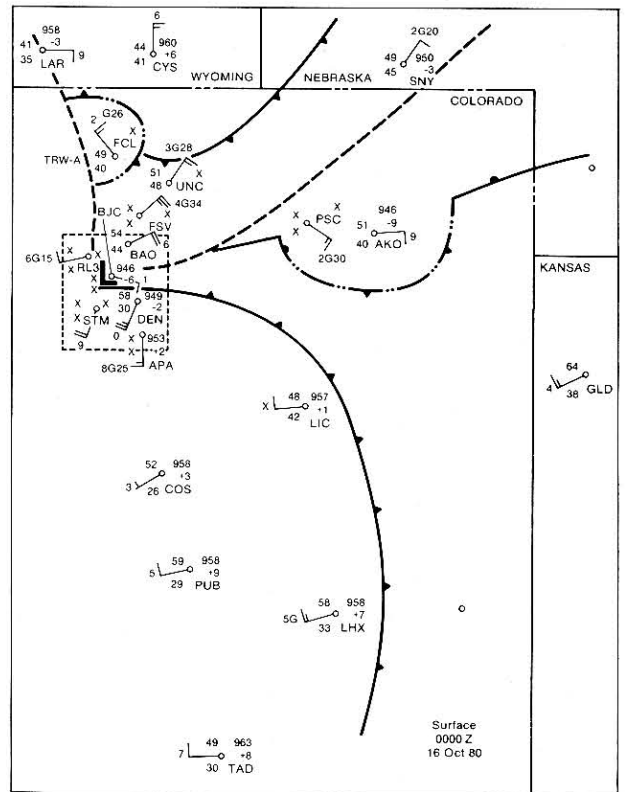 6
958
41
-3
9
35
LAR
44
960
+6
41
CYS
WYOMING
NEBRASKA
2G20
49
950
-3
45
SNY
COLORADO
G26
2
X
FCL
49
40
TRW-A
3G28
51
X
48
UNC
BJC
X
4G34
X
X
FSV
54
44
BAO
6
X
PSC
X
2G30
946
51
-9
40
AKO
9
KANSAS
6G15
X
X
RL3
X
L
946
-6
1
X
X
58
949
30
-2
STM
DEN
X
X
9
0
X
953
X
+2
8G25
APA
64
4
38
GLD
X
48
957
+1
42
LIC
52
958
+3
3
26
COS
59
958
+9
5
29
PUB
58
958
5G
+7
33
LHX
49
963
7
+8
30
TAD
Surface
0000 Z
16 Oct 80